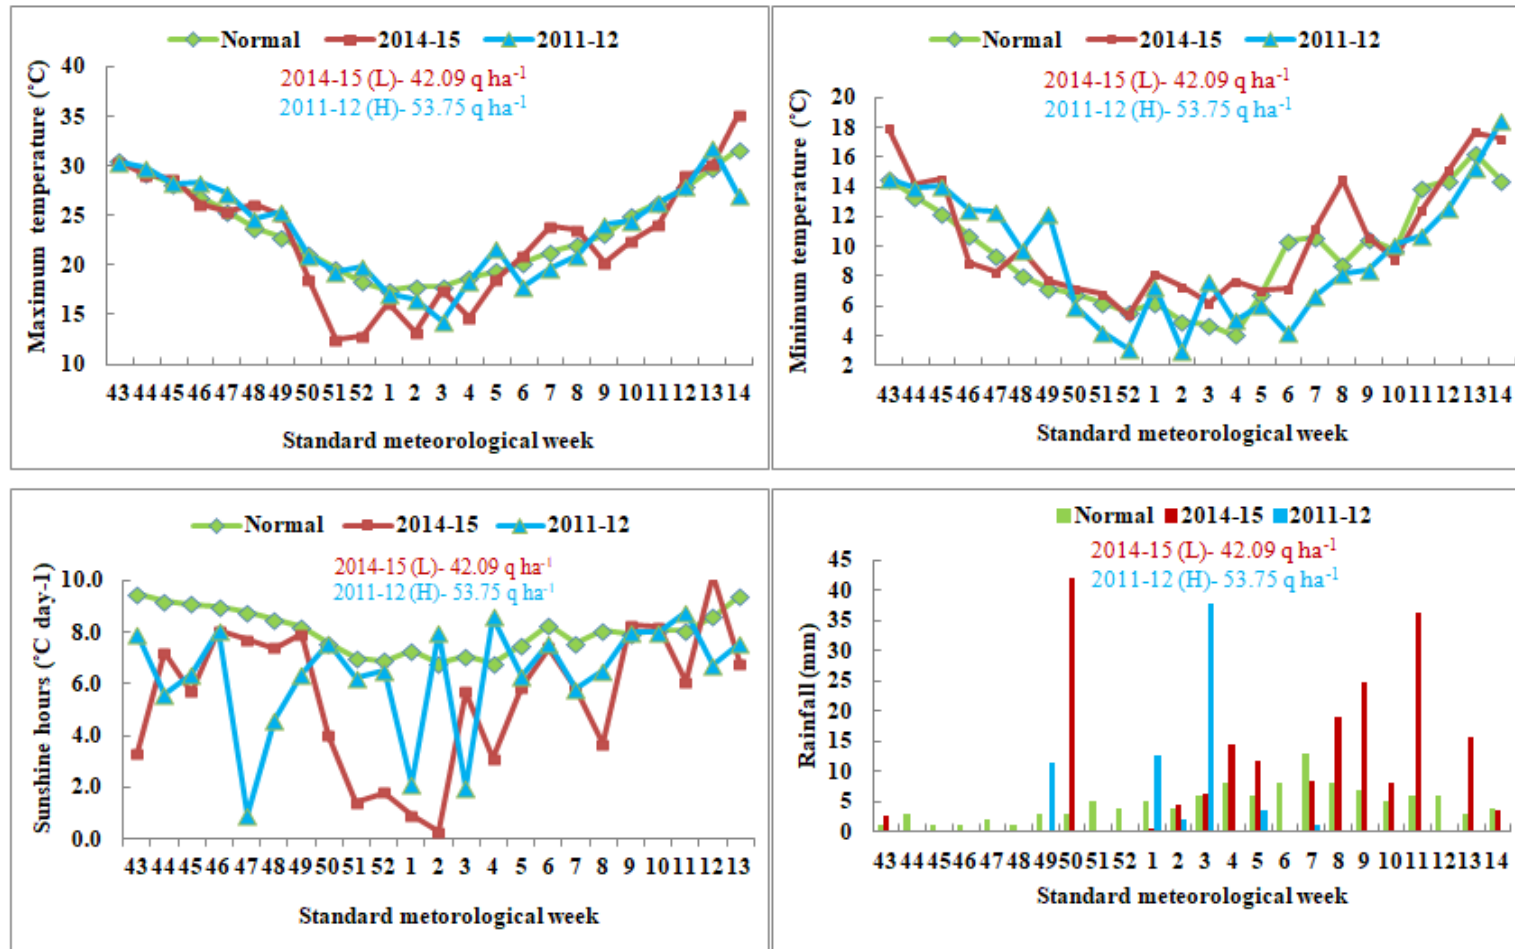 Normal 2014-15 2011-12
2014-15 (L)- 42.09 q ha-1
2011-12 (H)- 53.75 q ha-1
Maximum temperature (°C)
40
35
30
25
20
15
10
43 44 45 46 47 48 49 50 51 52 1 2 3 4 5 6 7 8 9 10 11 12 13 14
Standard meteorological week
Normal 2014-15 2011-12
2014-15 (L)- 42.09 q ha-1
2011-12 (H)- 53.75 q ha-1
Minimum temperature (°C)
20
18
16
14
12
10
8
6
4
2
43 44 45 46 47 48 49 50 51 52 1 2 3 4 5 6 7 8 9 10 11 12 13 14
Standard meteorological week
Normal 2014-15 2011-12
2014-15 (L)- 42.09 q ha-1
2011-12 (H)- 53.75 q ha-1
Sunshine hours (°C day-1)
10.0
8.0
6.0
4.0
2.0
0.0
43 44 45 46 47 48 49 50 51 52 1 2 3 4 5 6 7 8 9 10 11 12 13
Standard metorological week
Normal 2014-15 2011-12
2014-15 (L)- 42.09 q ha-1
2011-12 (H)- 53.75 q ha-1
Rainfall (mm)
45
40
35
30
25
20
15
10
5
0
43 44 45 46 47 48 49 50 51 52 1 2 3 4 5 6 7 8 9 10 11 12 13 14
Standard meteorological week